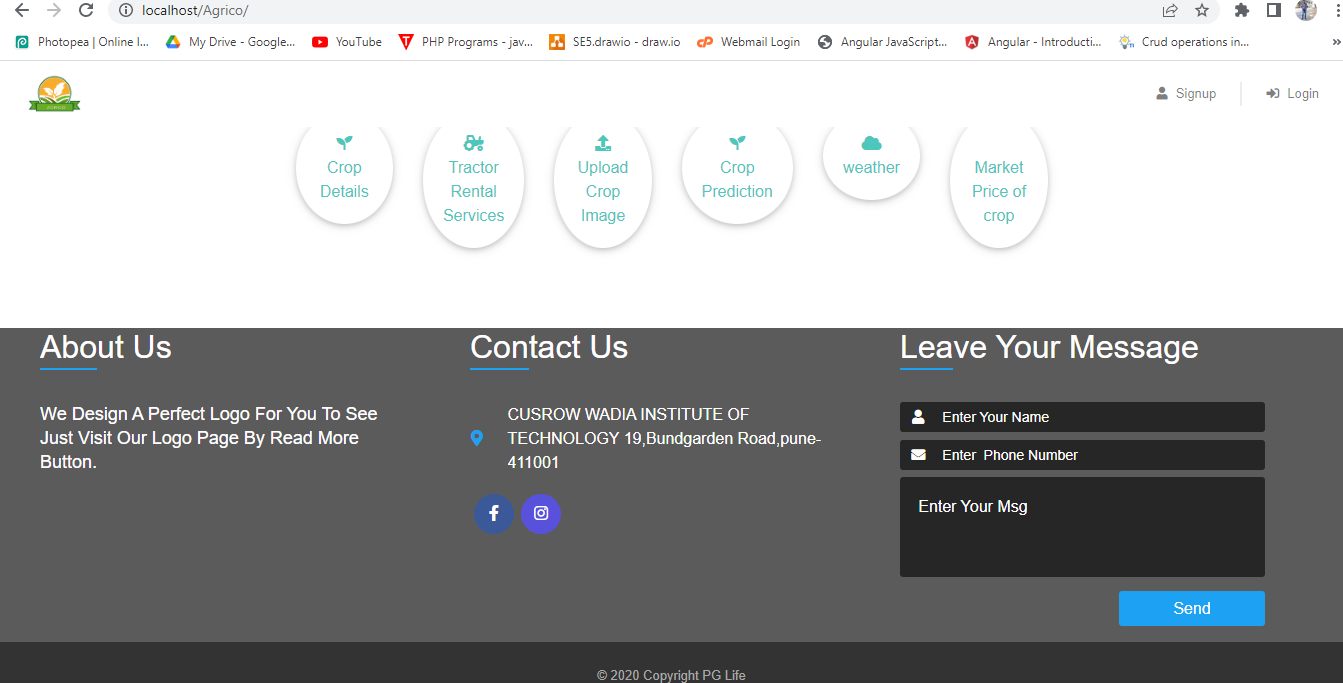 localhost/Agrico/
Photopea | Online I... My Drive - Google... YouTube PHP Programs - jav... SE5.drawio - draw.io Webmail Login Angular JavaScript... Angular - Introducti... Crud operations in... »
Signup Login
Crop
Details
Tractor
Rental
Services
Upload
Crop
Image
Crop
Prediction
weather
Market
Price of
crop
About Us
We Design A Perfect Logo For You To See
Just Visit Our Logo Page By Read More
Button.
Contact Us
CUSROW WADIA INSTITUTE OF
TECHNOLOGY 19,Bundgarden Road,pune-
411001
Leave Your Message
Enter Your Name
Enter Phone Number
Enter Your Msg
Send
© 2020 Copyright PG Life